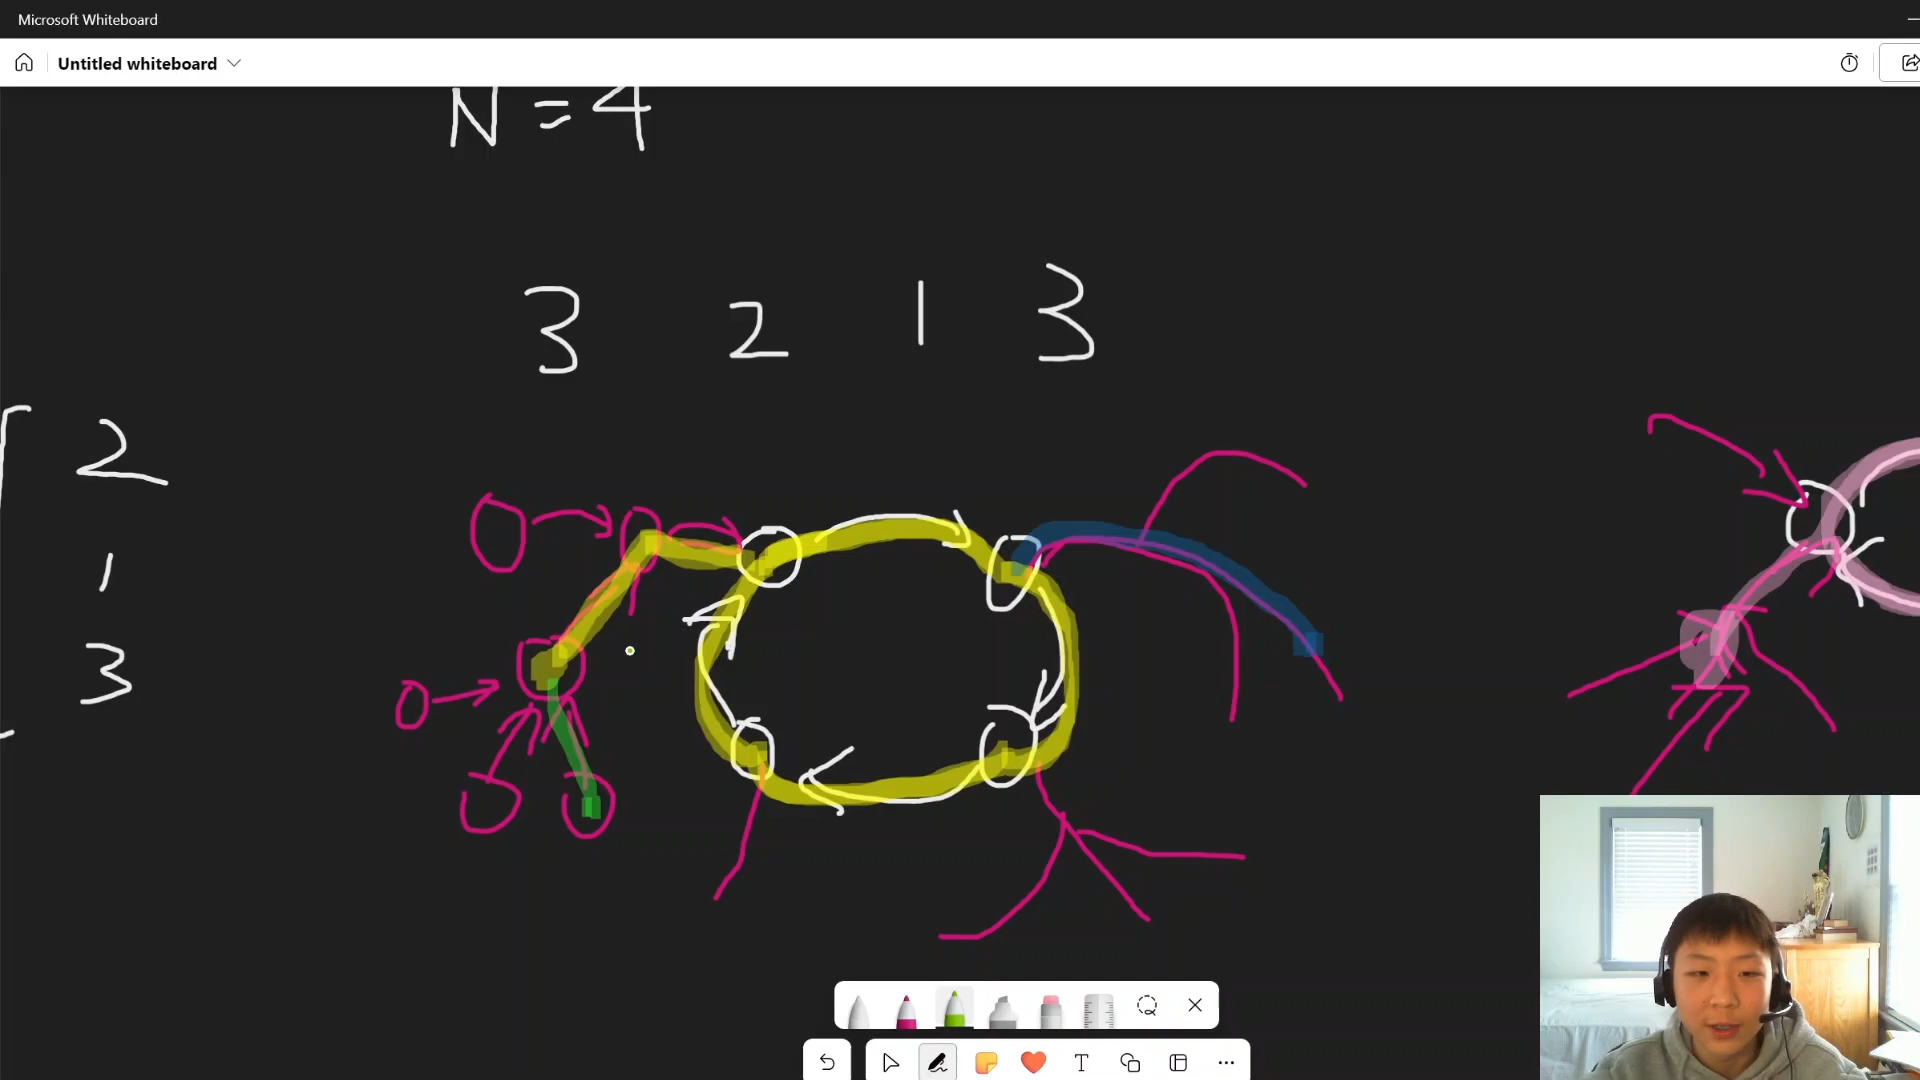 Microsoft Whiteboard
Untitled whiteboard
N = 4
3 2 1 3
2
1
3